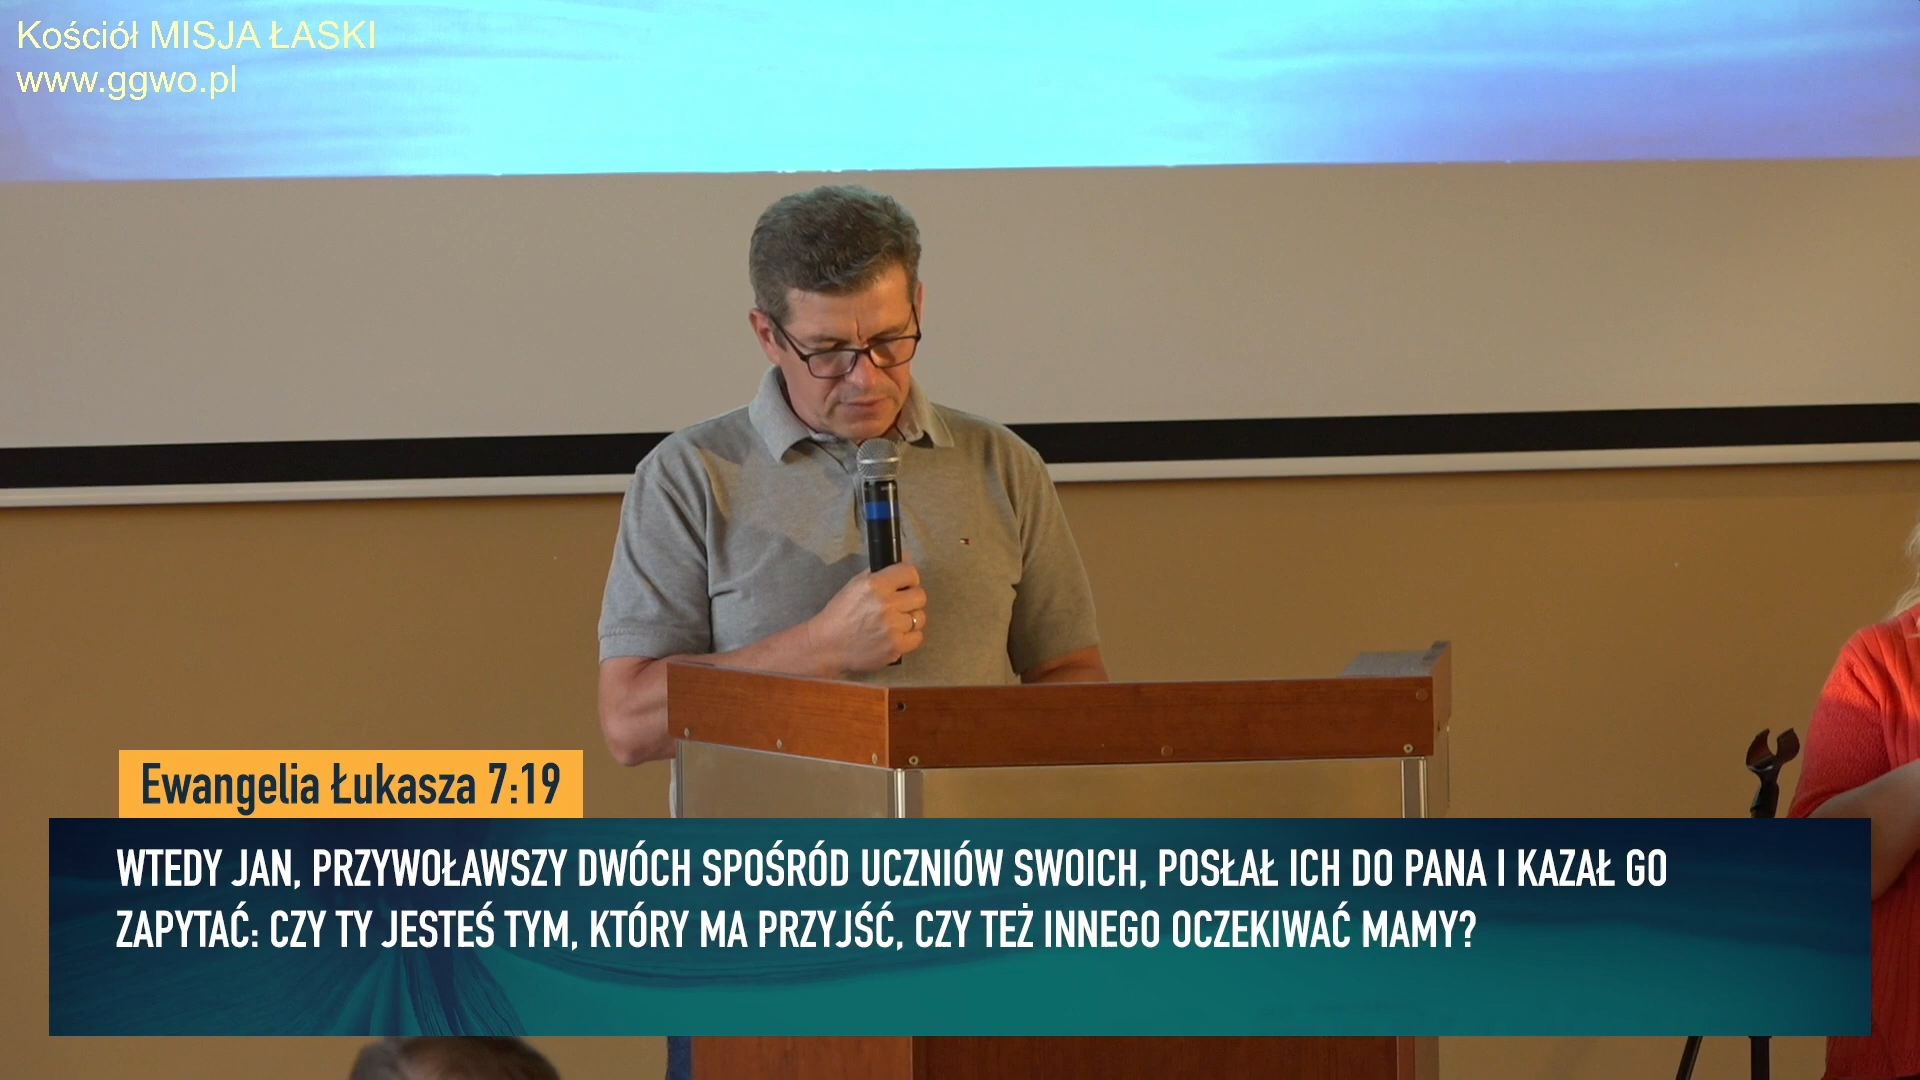 Kościół MISJA ŁASKI
www.ggwo.pl
Ewangelia Łukasza 7:19
WTEDY JAN, PRZYWOŁAWSZY DWÓCH SPOŚRÓD UCZNIÓW SWOICH, POSŁAŁ ICH DO PANA I KAZAŁ GO
ZAPYTAĆ: CZY TY JESTEŚ TYM, KTÓRY MA PRZYJŚĆ, CZY TEŻ INNEGO OCZEKIWAĆ MAMY?